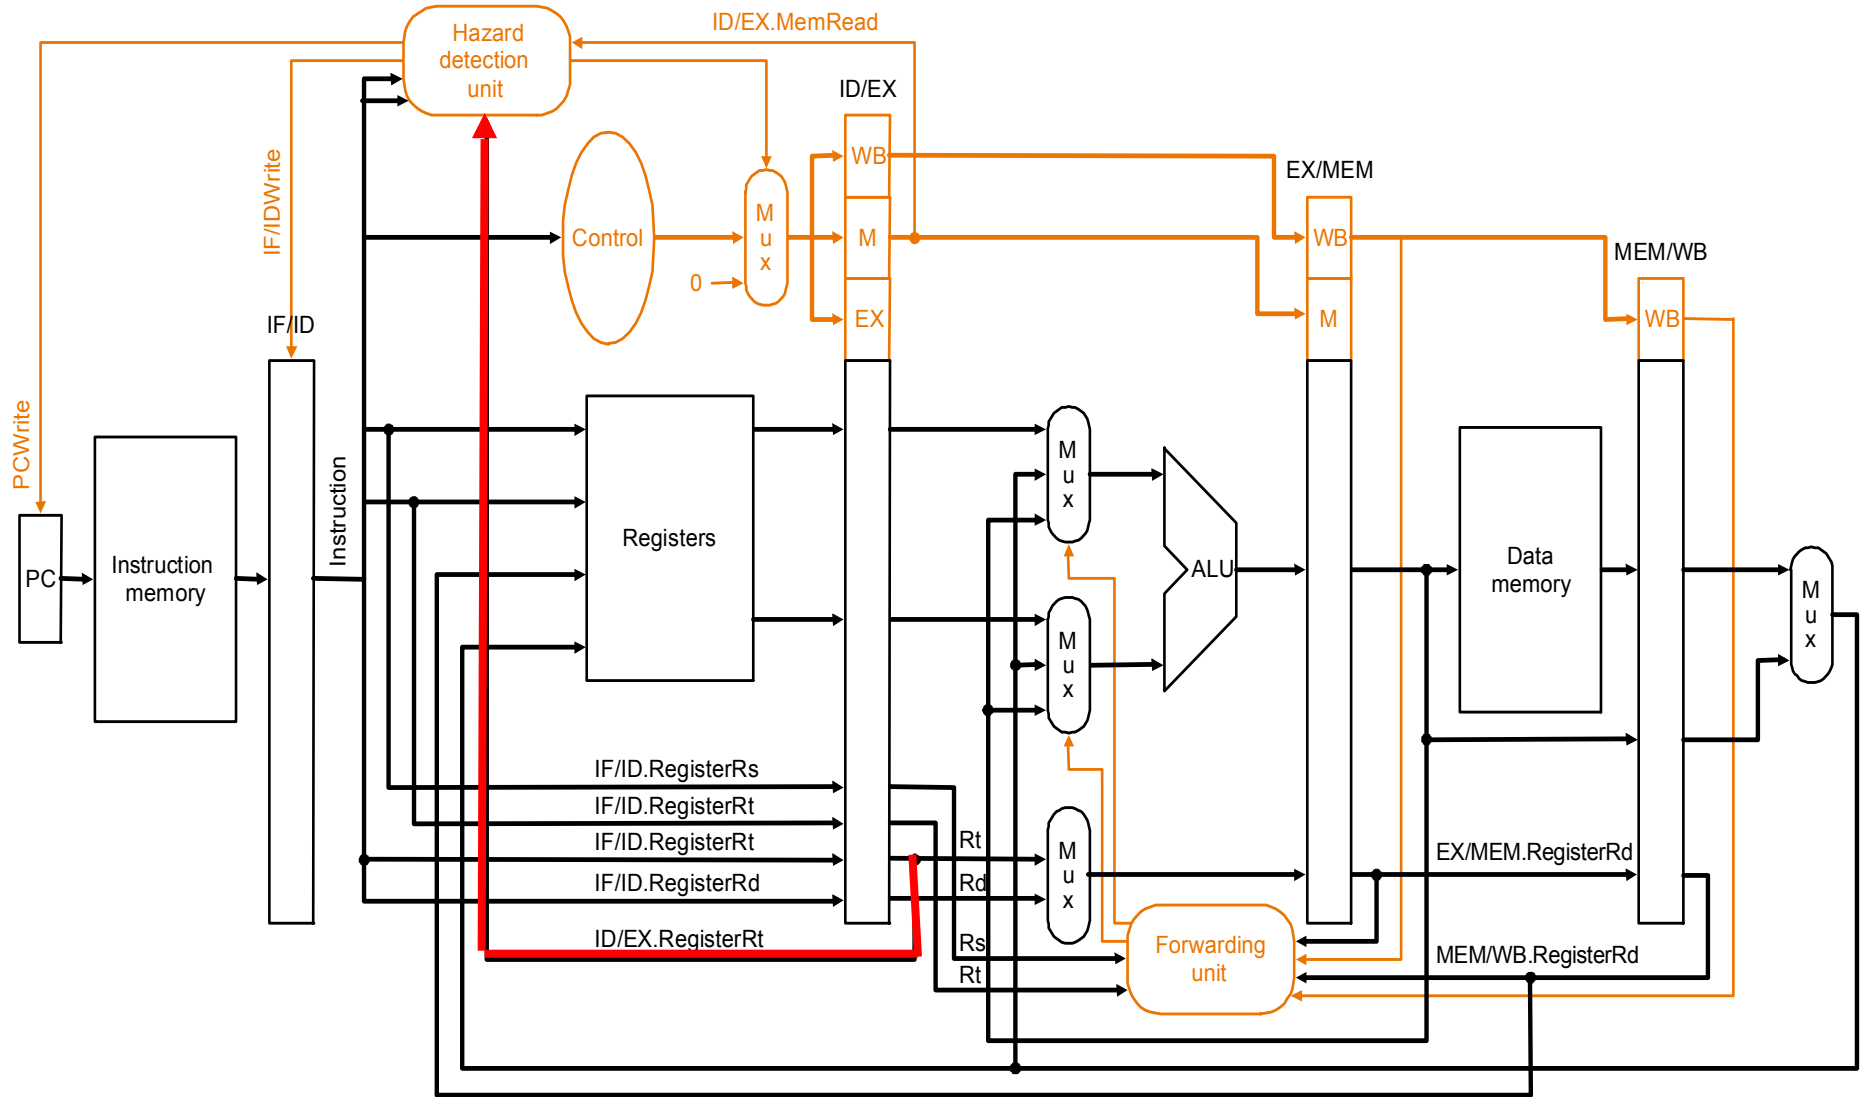 Hazard
detection
unit
ID/EX.MemRead
ID/EX
IF/IDWrite
PCWrite
Control
M
u
x
0
WB
M
EX
EX/MEM
WB
M
MEM/WB
WB
IF/ID
PC
Instruction
memory
Instruction
Registers
M
u
x
M
u
x
ALU
Data
memory
M
u
x
IF/ID.RegisterRs
IF/ID.RegisterRt
IF/ID.RegisterRt
IF/ID.RegisterRd
ID/EX.RegisterRt
Rt
Rd
Rs
Rt
M
u
x
Forwarding
unit
EX/MEM.RegisterRd
MEM/WB.RegisterRd